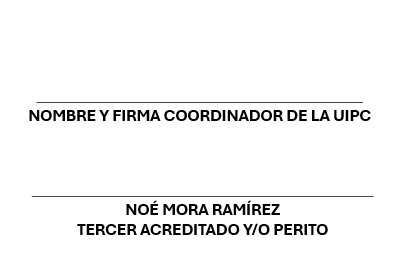 NOMBRE Y FIRMA COORDINADOR DE LA UIPC
NOÉ MORA RAMÍREZ
TERCER ACREDITADO Y/O PERITO